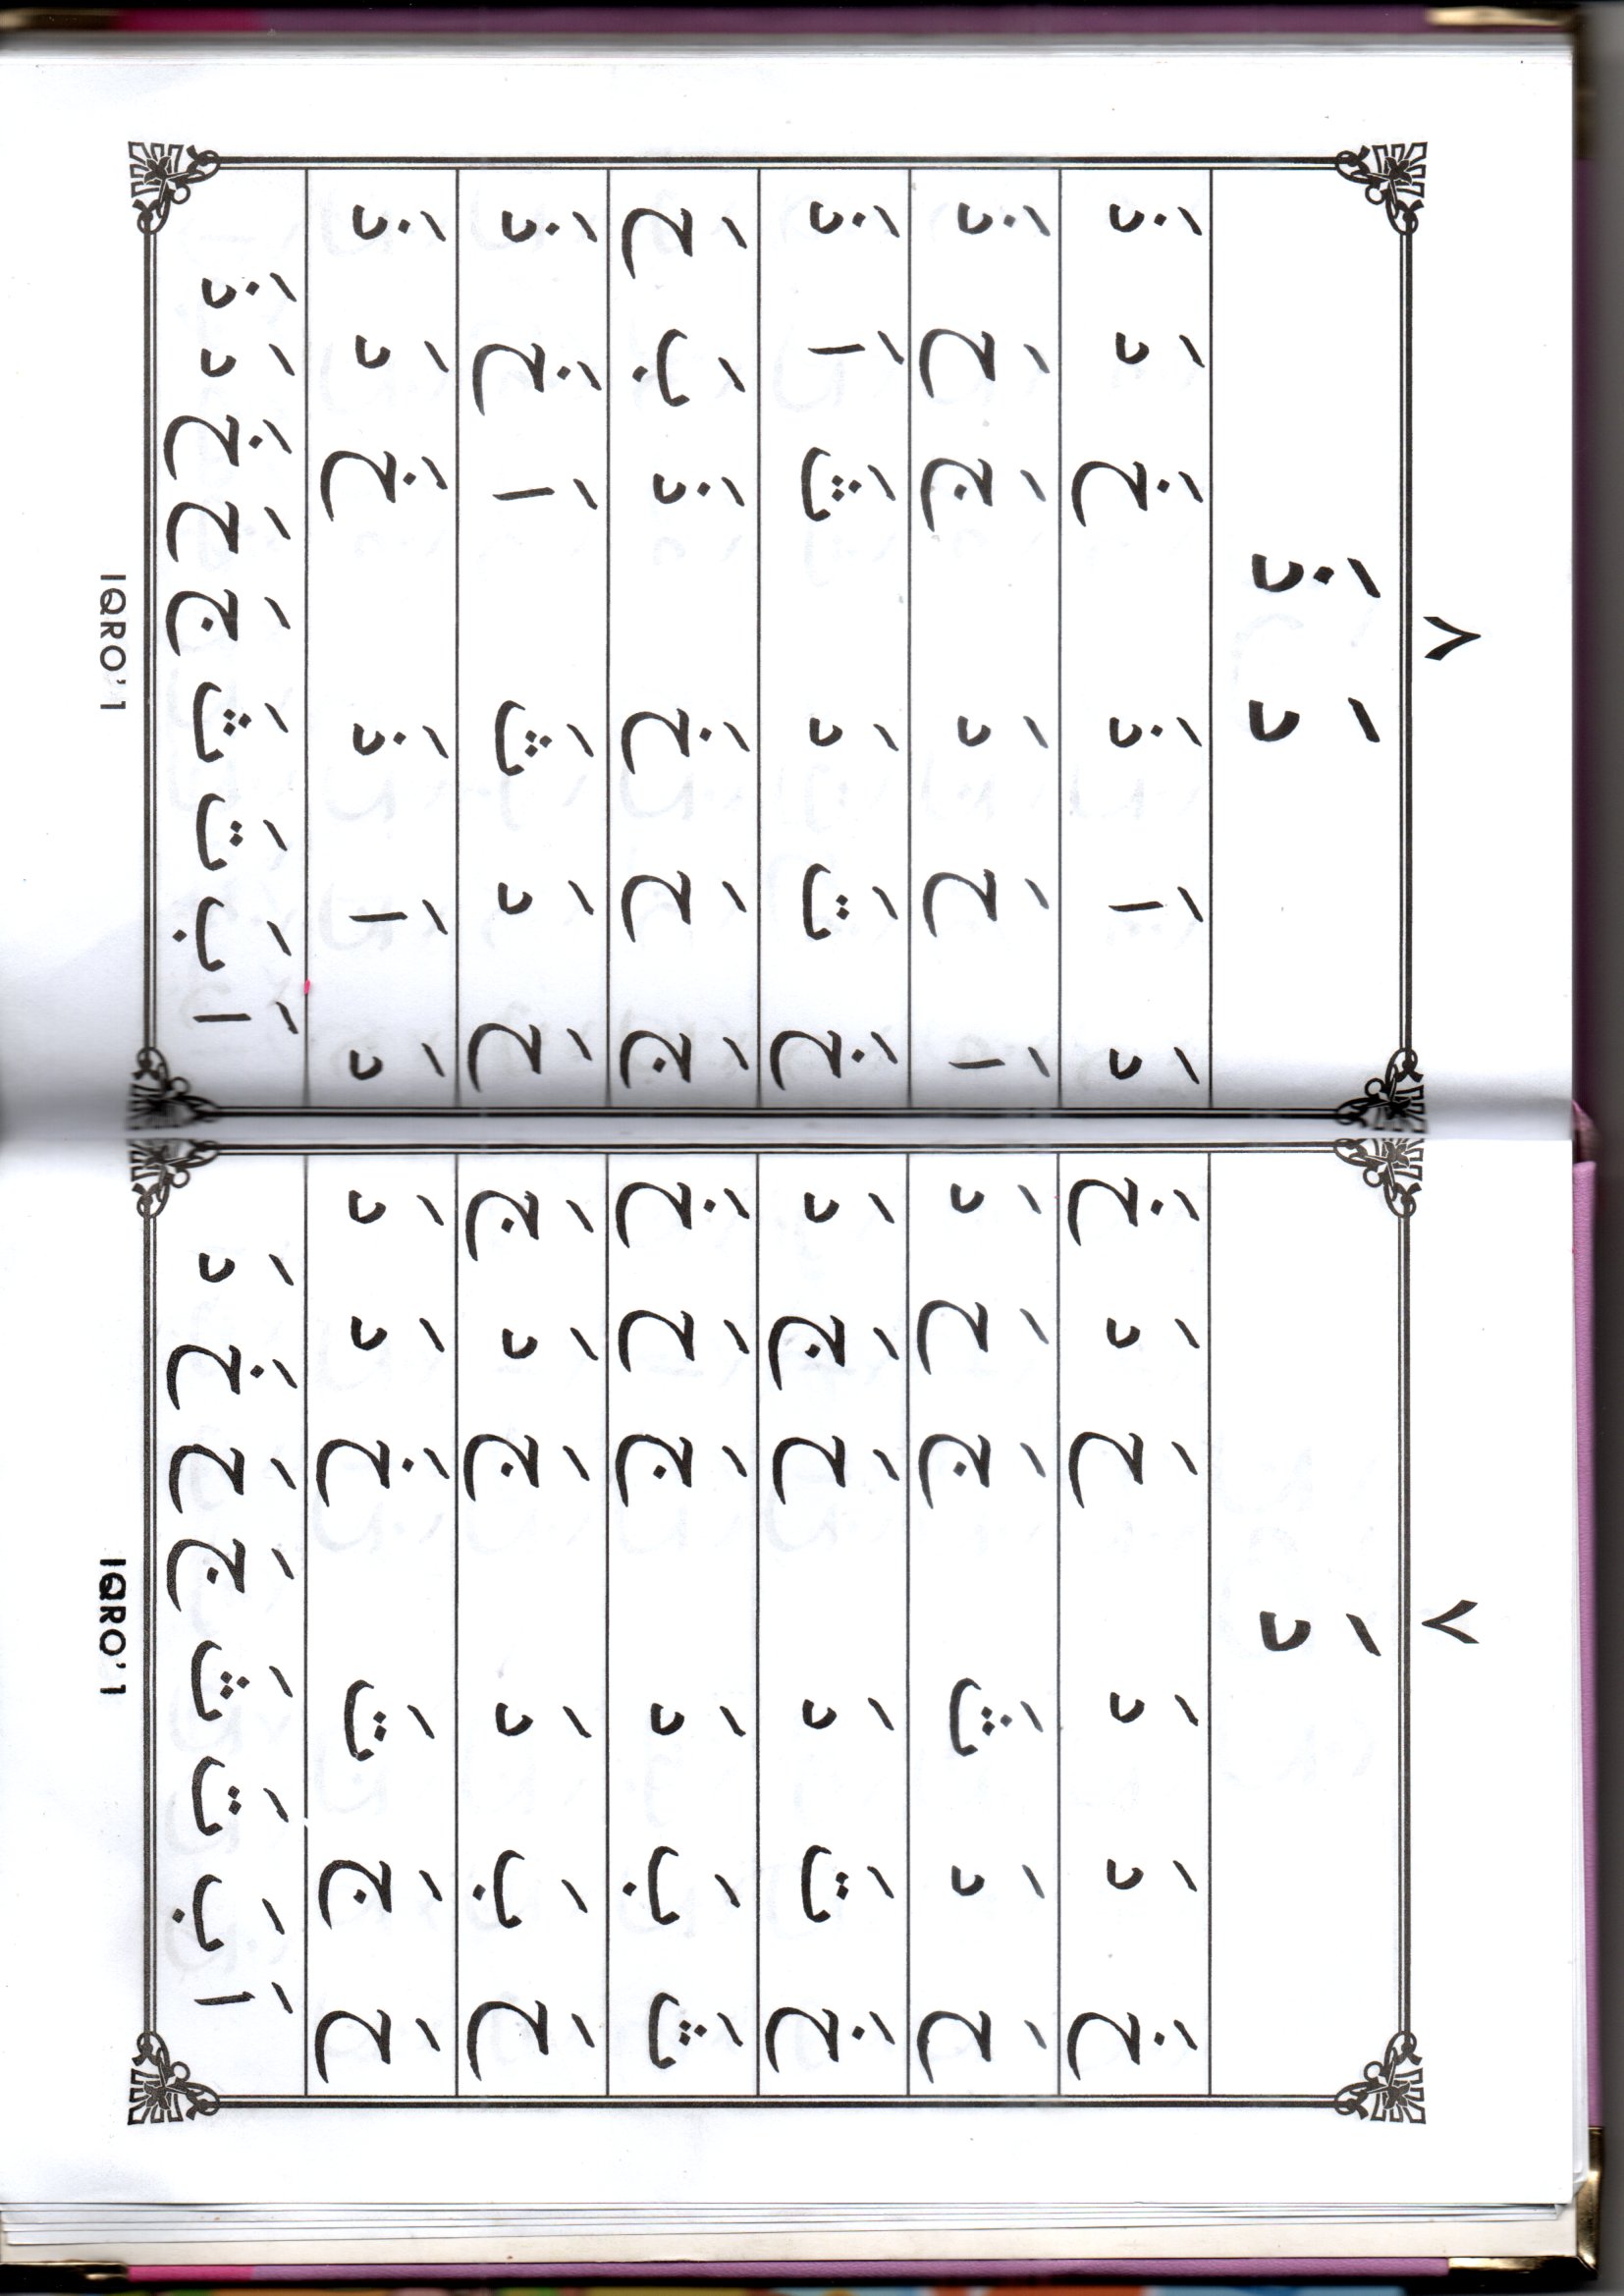 ٧
دَ
خَ دَ دَ حَ دَ خَ
حَ دَ ثَ جَ حَ دَ
خَ تَ دَ حَ جَ دَ
ثَ بَ دَ جَ حَ خَ
حَ بَ دَ جَ دَ جَ
حَ جَ تَ خَ دَ دَ
اَ بَ تَ ثَ جَ حَ خَ دَ
IQRO' 1
٨
دَ ذَ
دَ اَ ذَ خَ دَ ذَ
اَ حَ دَ جَ حَ ذَ
خَ تَ دَ ثَ اَ ذَ
جَ حَ خَ ذَ بَ حَ
حَ دَ ثَ اَ خَ ذَ
دَ اَ ذَ خَ دَ ذَ
اَ بَ تَ ثَ جَ حَ خَ دَ ذَ
IQRO' 1